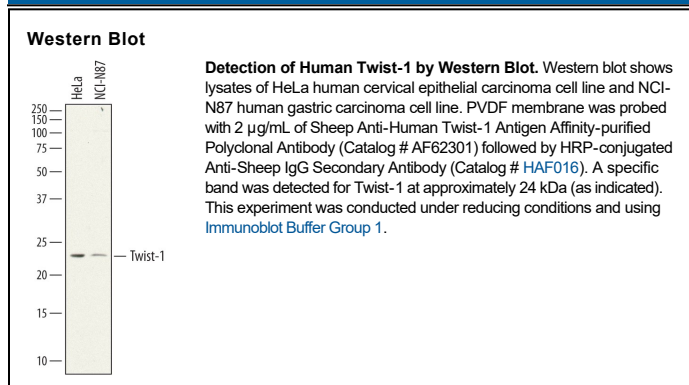 Western Blot
HeLa
NCI-N87
Detection of Human Twist-1 by Western Blot. Western blot shows
lysates of HeLa human cervical epithelial carcinoma cell line and NCI-
N87 human gastric carcinoma cell line. PVDF membrane was probed
with 2 µg/mL of Sheep Anti-Human Twist-1 Antigen Affinity-purified
Polyclonal Antibody (Catalog # AF62301) followed by HRP-conjugated
Anti-Sheep IgG Secondary Antibody (Catalog # HAF016). A specific
band was detected for Twist-1 at approximately 24 kDa (as indicated).
This experiment was conducted under reducing conditions and using
Immunoblot Buffer Group 1.
250
150
100
75
50
37
25
Twist-1
20
15
10